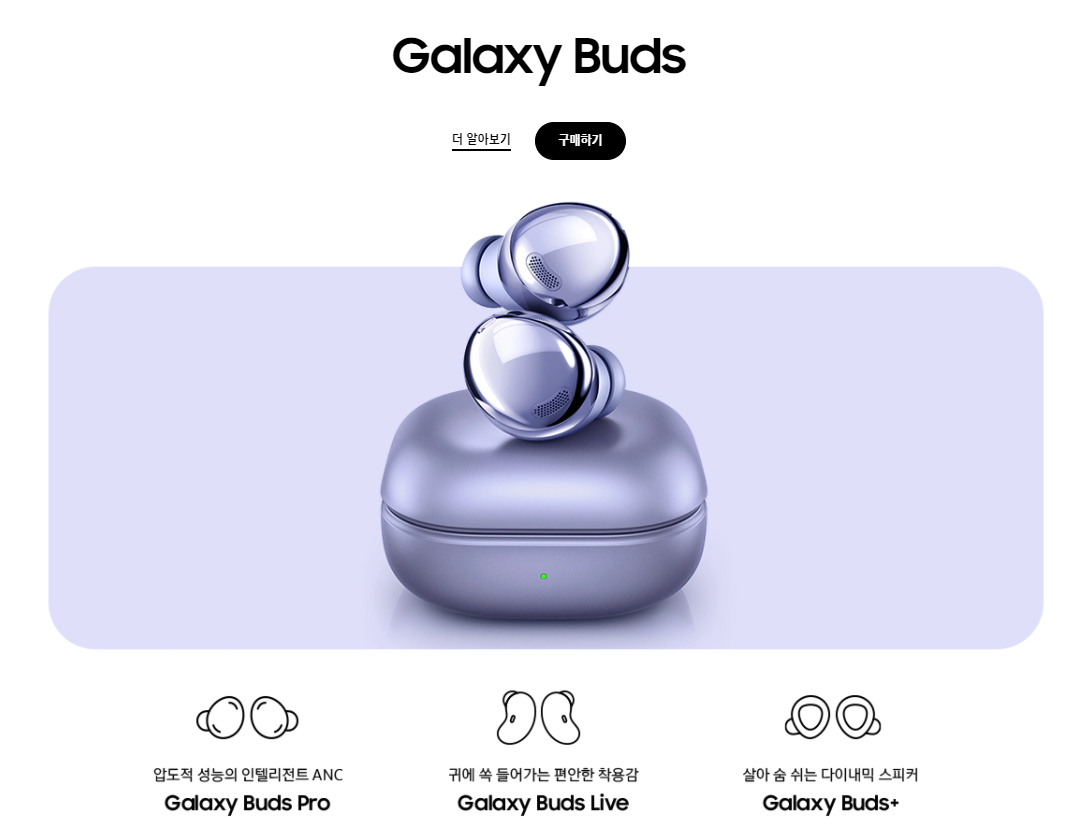 Galaxy Buds
더 알아보기 구매하기
압도적 성능의 인텔리전트 ANC
Galaxy Buds Pro
귀에 쏙 들어가는 편안한 착용감
Galaxy Buds Live
살아 숨 쉬는 다이내믹 스피커
Galaxy Buds+